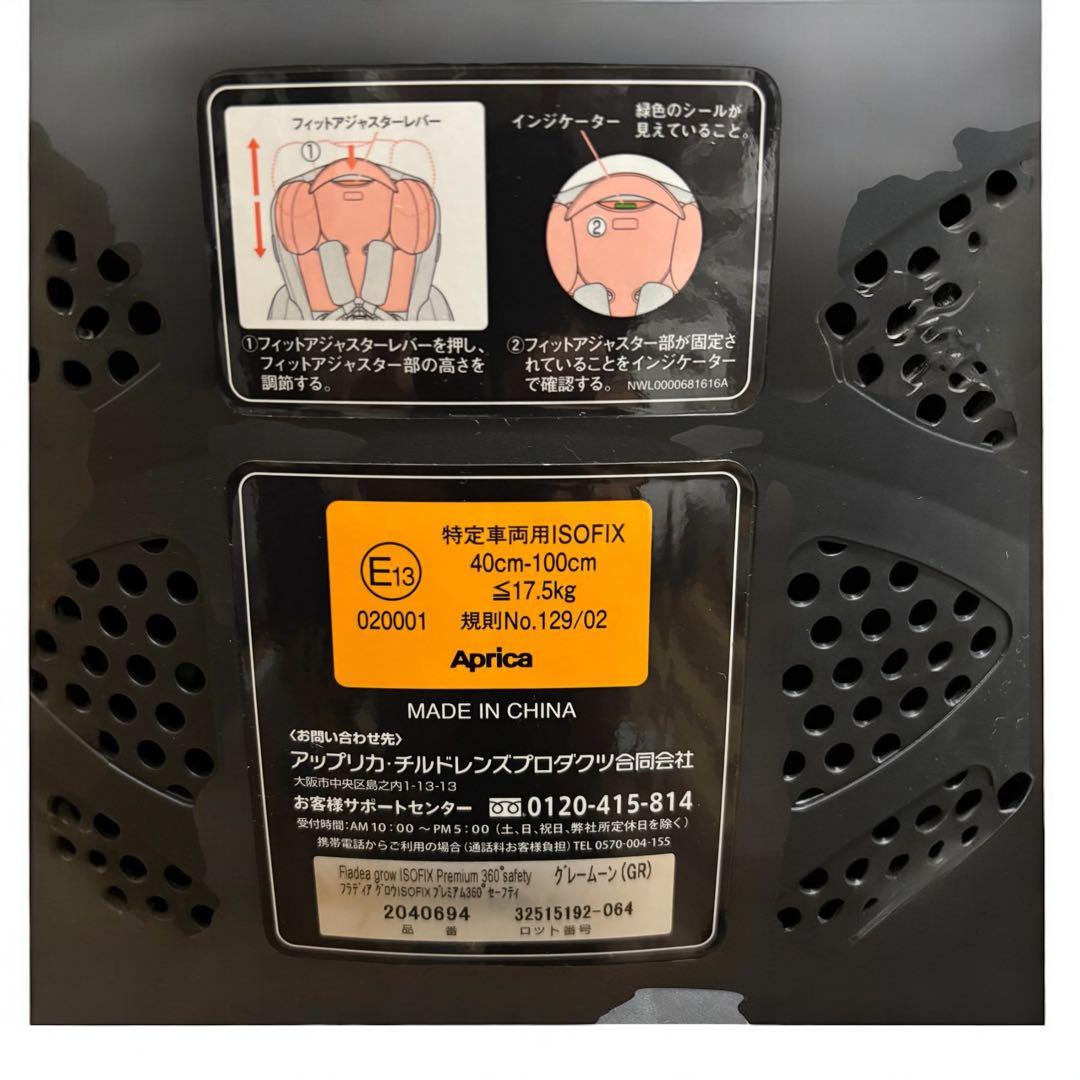 フィットアジャスターレバー
①
①フィットアジャスターレバーを押し、
フィットアジャスター部の高さを
調節する。
インジケーター
緑色のシールが
見えていること。
②
②フィットアジャスター部が固定さ
れていることをインジケーター
で確認する。 NWL0000681616A
E13
020001
特定車両用ISOFIX
40cm-100cm
≦17.5kg
規則No.129/02
Aprica
MADE IN CHINA
〈お問い合わせ先〉
アップリカ・チルドレンズプロダクツ合同会社
大阪市中央区島之内1-13-13
お客様サポートセンター 0120-415-814
受付時間:AM10:00～PM5:00(土、日、祝日、弊社所定休日を除く)
携帯電話からご利用の場合(通話料お客様負担)TEL 0570-004-155
Fladea grow ISOFIX Premium 360°safety グレームーン(GR)
フラディア グロウISOFIXプレミアム360°セーフティ
2040694 32515192-064
品番 ロット番号